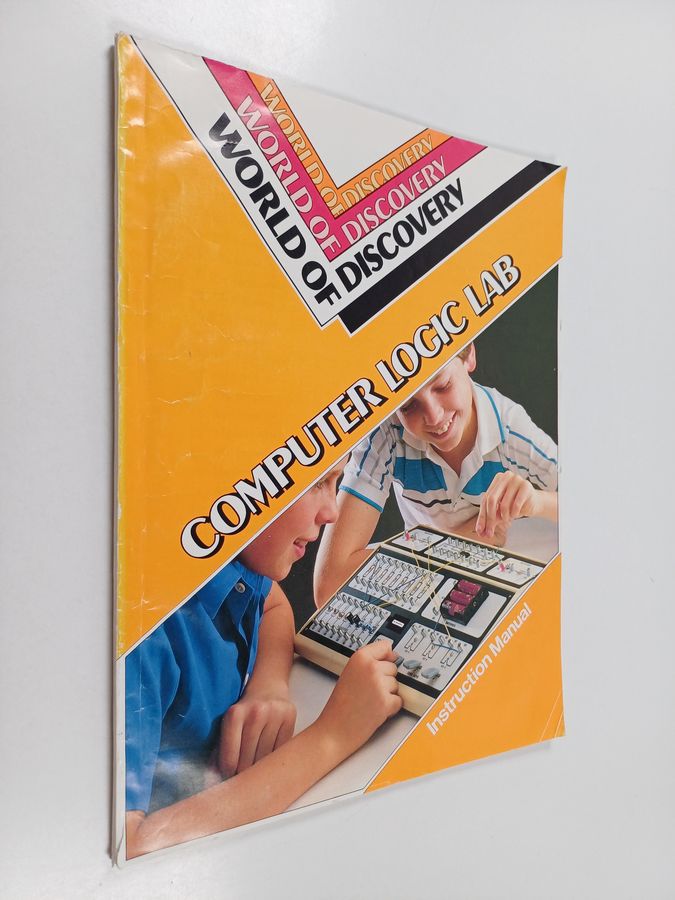 WORLD OF
DISCOVERY
WORLD OF
DISCOVERY
WORLD OF
DISCOVERY
COMPUTER LOGIC LAB
Instruction Manual